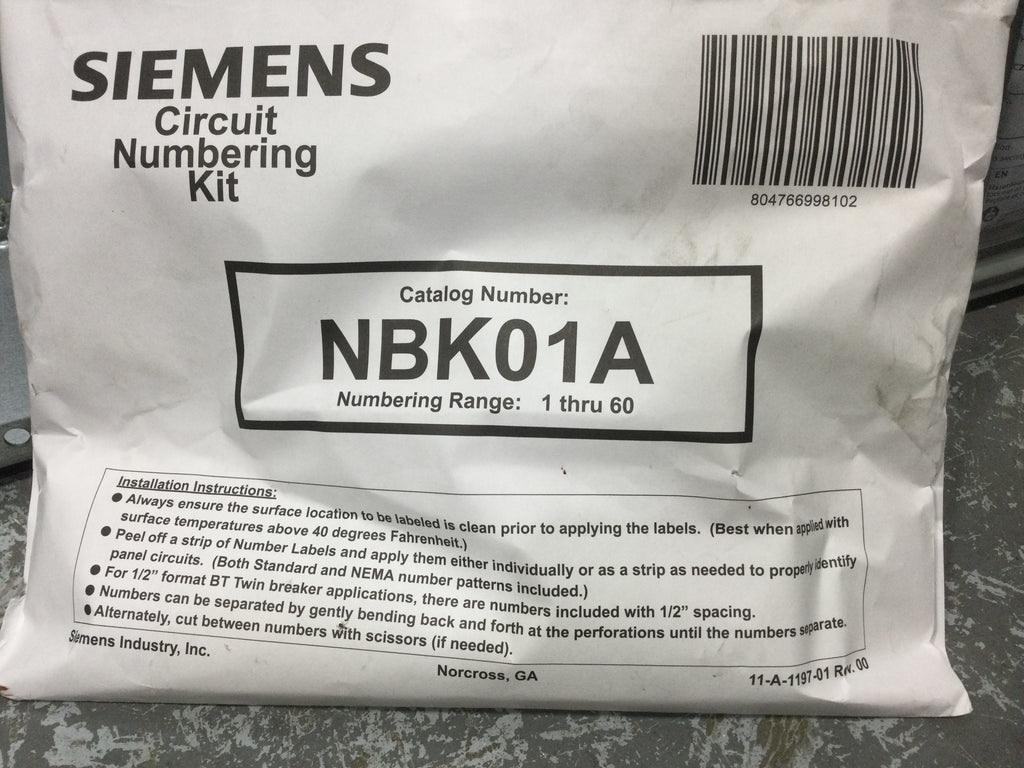 SIEMENS
Circuit
Numbering
Kit
804766998102
Catalog Number:
NBK01A
Numbering Range: 1 thru 60
Installation Instructions:
● Always ensure the surface location to be labeled is clean prior to applying the labels. (Best when applied with
surface temperatures above 40 degrees Fahrenheit.)
● Peel off a strip of Number Labels and apply them either individually or as a strip as needed to properly identify
panel circuits. (Both Standard and NEMA number patterns included.)
● For 1/2" format BT Twin breaker applications, there are numbers included with 1/2" spacing.
● Numbers can be separated by gently bending back and forth at the perforations until the numbers separate.
● Alternately, cut between numbers with scissors (if needed).
Siemens Industry, Inc.
Norcross, GA
11-A-1197-01 Rev. 00
EN